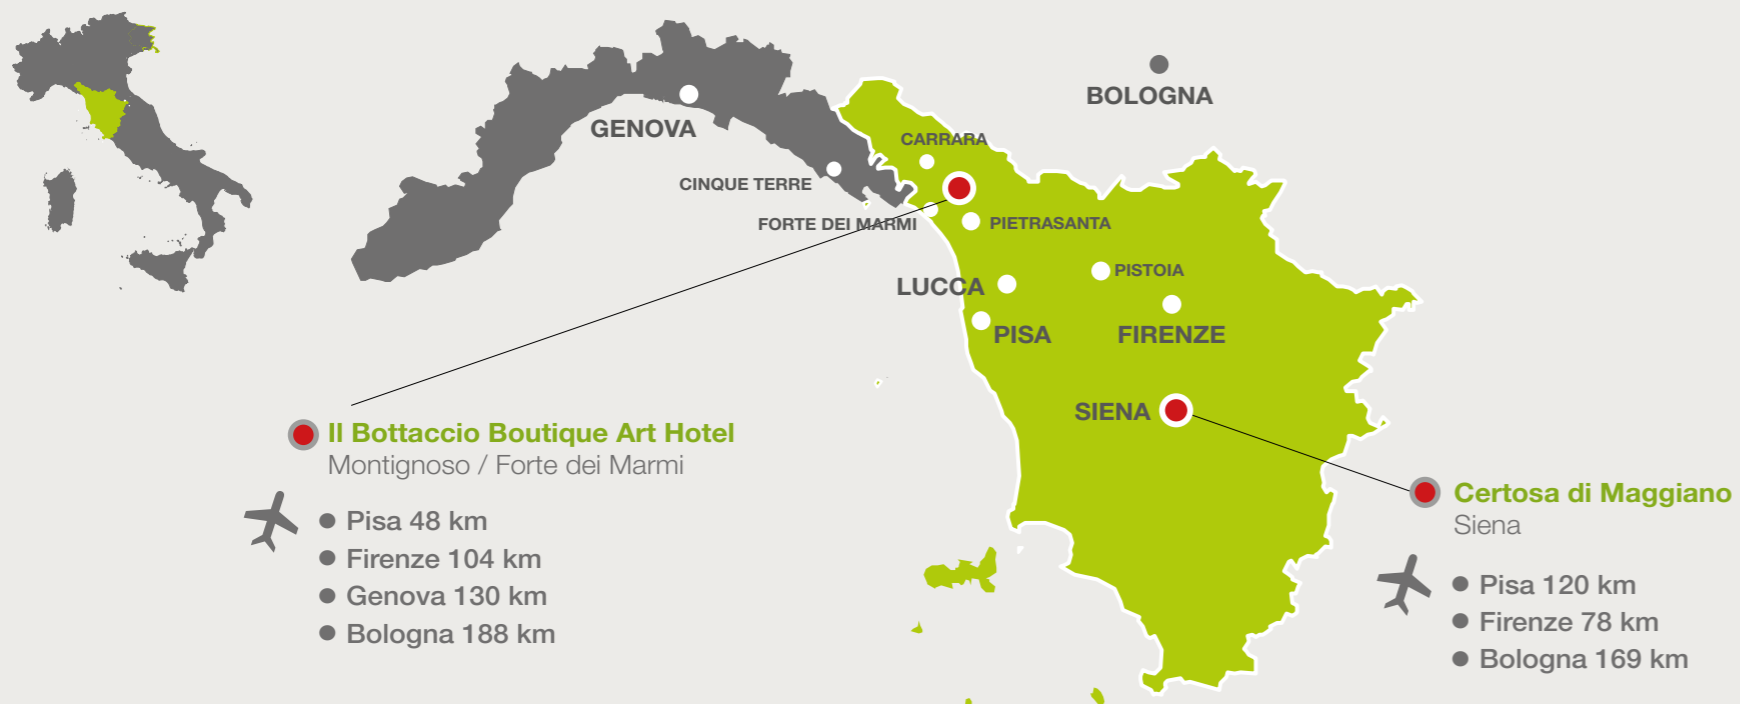 BOLOGNA
GENOVA
CARRARA
CINQUE TERRE
FORTE DEI MARMI
PIETRASANTA
PISTOIA
LUCCA
PISA
FIRENZE
SIENA
Il Bottaccio Boutique Art Hotel
Montignoso / Forte dei Marmi
Pisa 48 km
Firenze 104 km
Genova 130 km
Bologna 188 km
Certosa di Maggiano
Siena
Pisa 120 km
Firenze 78 km
Bologna 169 km